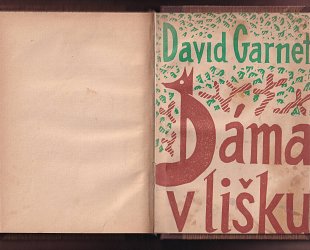 David Garnet
Dáma
v lišku